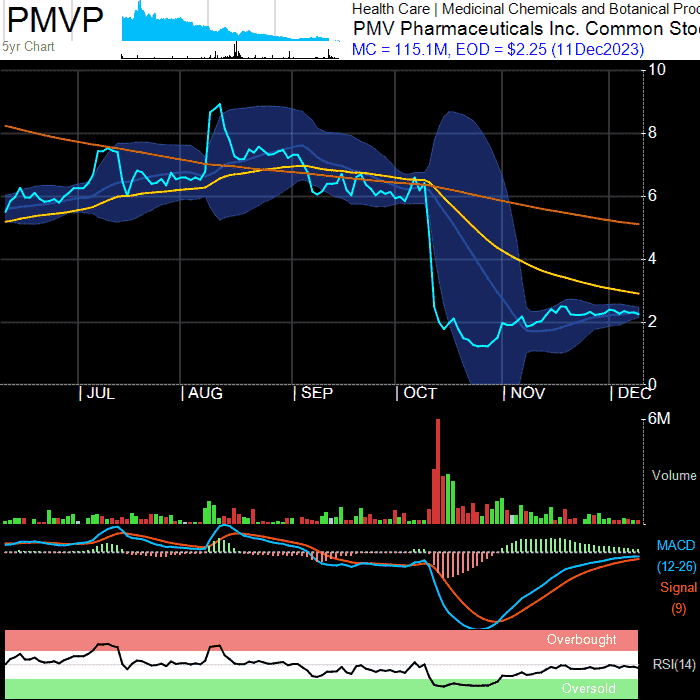 PMVP
5yr Chart
Health Care | Medicinal Chemicals and Botanical Proc
PMV Pharmaceuticals Inc. Common Stoc
MC = 115.1M, EOD = $2.25 (11Dec2023)
10
8
6
4
2
0
| JUL | AUG | SEP | OCT | NOV | DEC
6M
Volume
MACD
(12-26)
Signal
(9)
Overbought
RSI(14)
Oversold